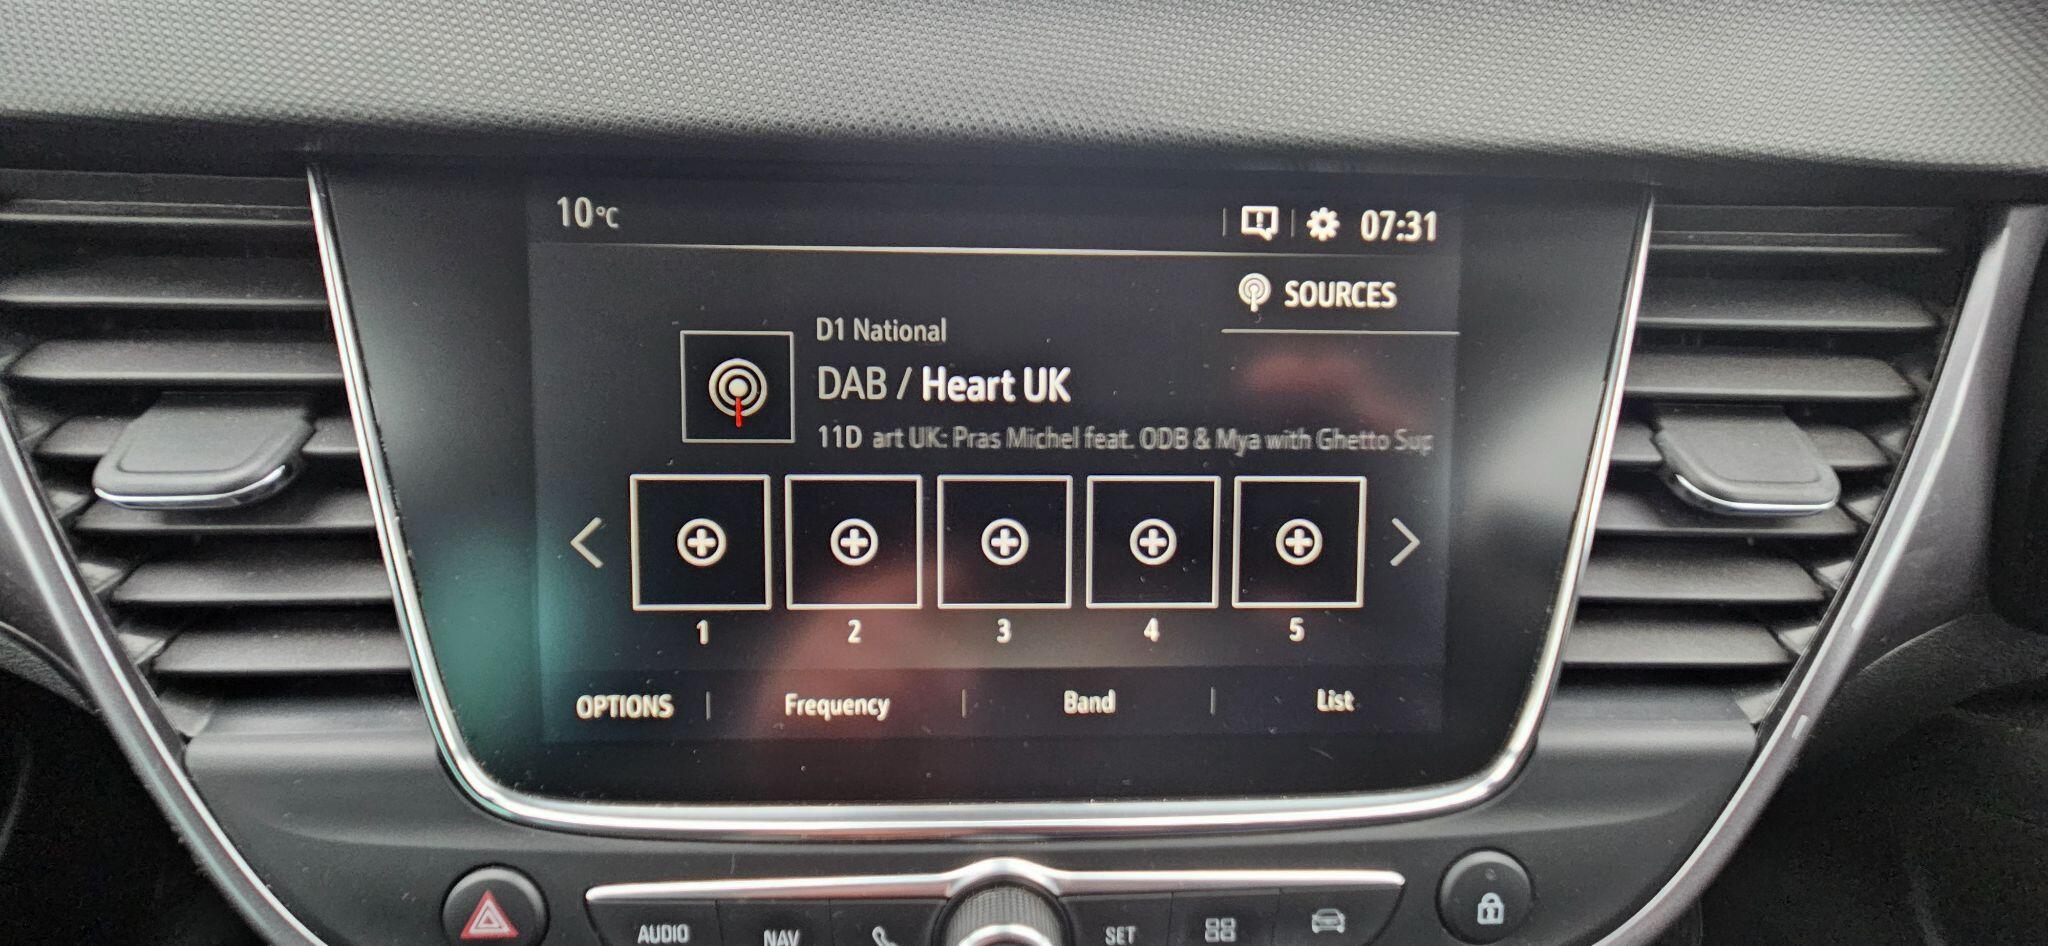 10°C
07:31
SOURCES
D1 National
DAB / Heart UK
11D art UK: Pras Michel feat. ODB & Mya with Ghetto Sup
1 2 3 4 5
OPTIONS | Frequency | Band | List
AUDIO NAV SET